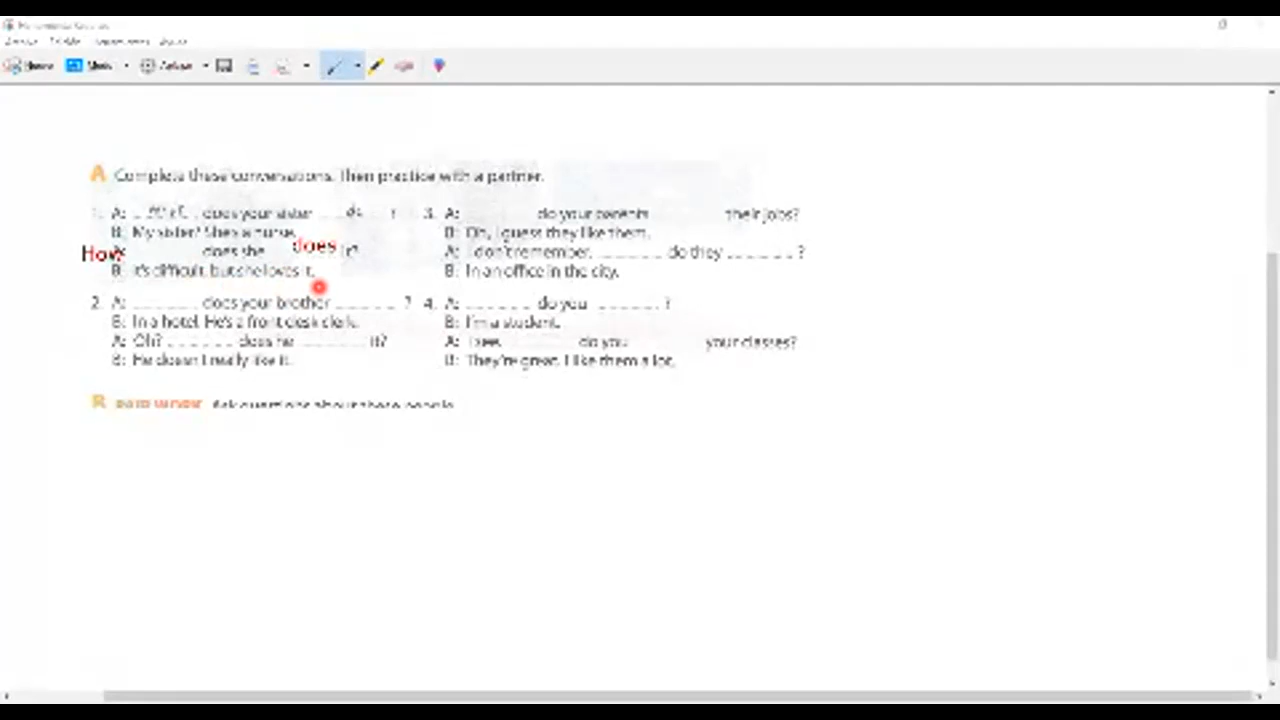 Home
A Complete these conversations. Then practice with a partner.
1. A: What does your sister do ?
B: My sister? She's a nurse.
How does she does it?
B: It's difficult, but she loves it.
2. A: does your brother ?
B: In a hotel. He's a front desk clerk.
A: Oh? does he it?
B: He doesn't really like it.
3. A: do your parents their jobs?
B: Oh, I guess they like them.
A: I don't remember. do they ?
B: In an office in the city.
4. A: do you ?
B: I'm a student.
A: I see. do you your classes?
B: They're great. I like them a lot.
B